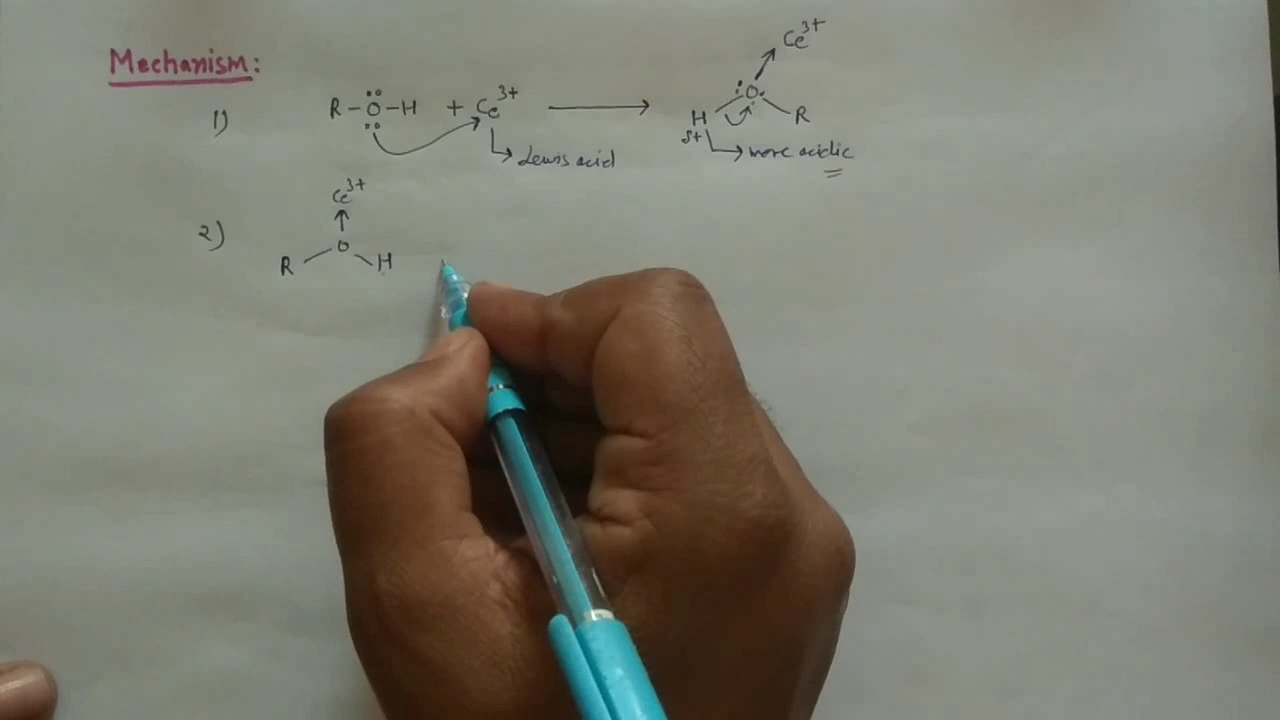 Mechanism:
1) R-O-H + Ce3+ → Ce3+
O
H R
δ+
Lewis acid
more acidic
2) Ce3+
O
R H